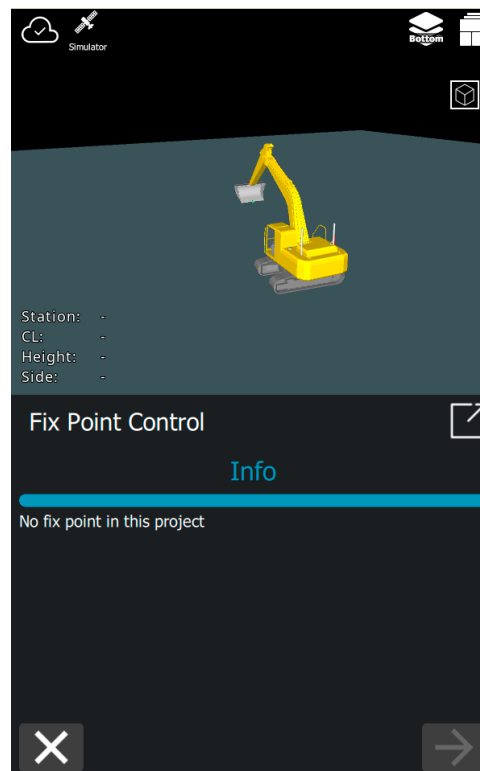 Simulator
Bottom
Station: -
CL: -
Height: -
Side: -
Fix Point Control
Info
No fix point in this project